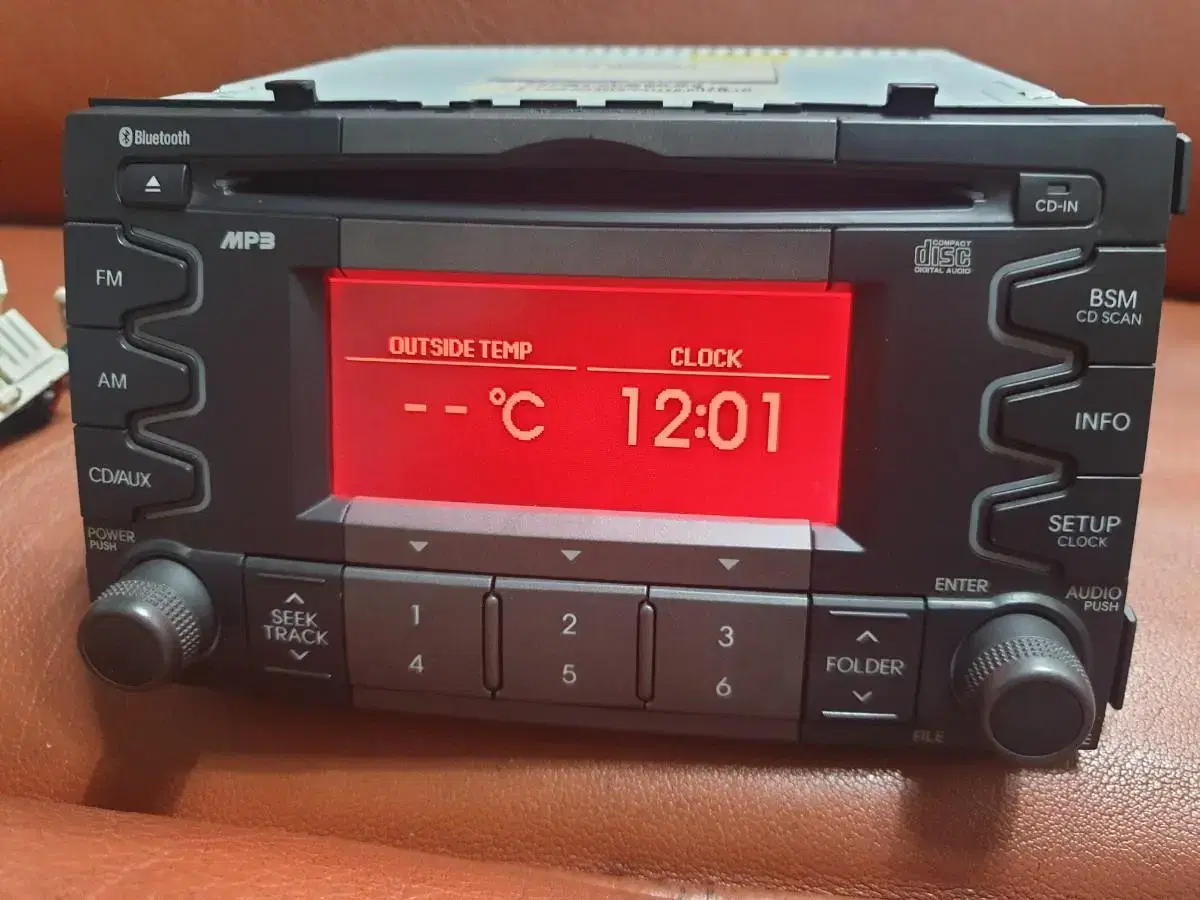 Bluetooth
CD-IN
MP3
COMPACT
disc
DIGITAL AUDIO
FM
BSM
CD SCAN
OUTSIDE TEMP
CLOCK
AM
-- °C
12:01
INFO
CD/AUX
SETUP
CLOCK
POWER
PUSH
ENTER
AUDIO
PUSH
SEEK
TRACK
1
2
3
4
5
6
FOLDER
FILE